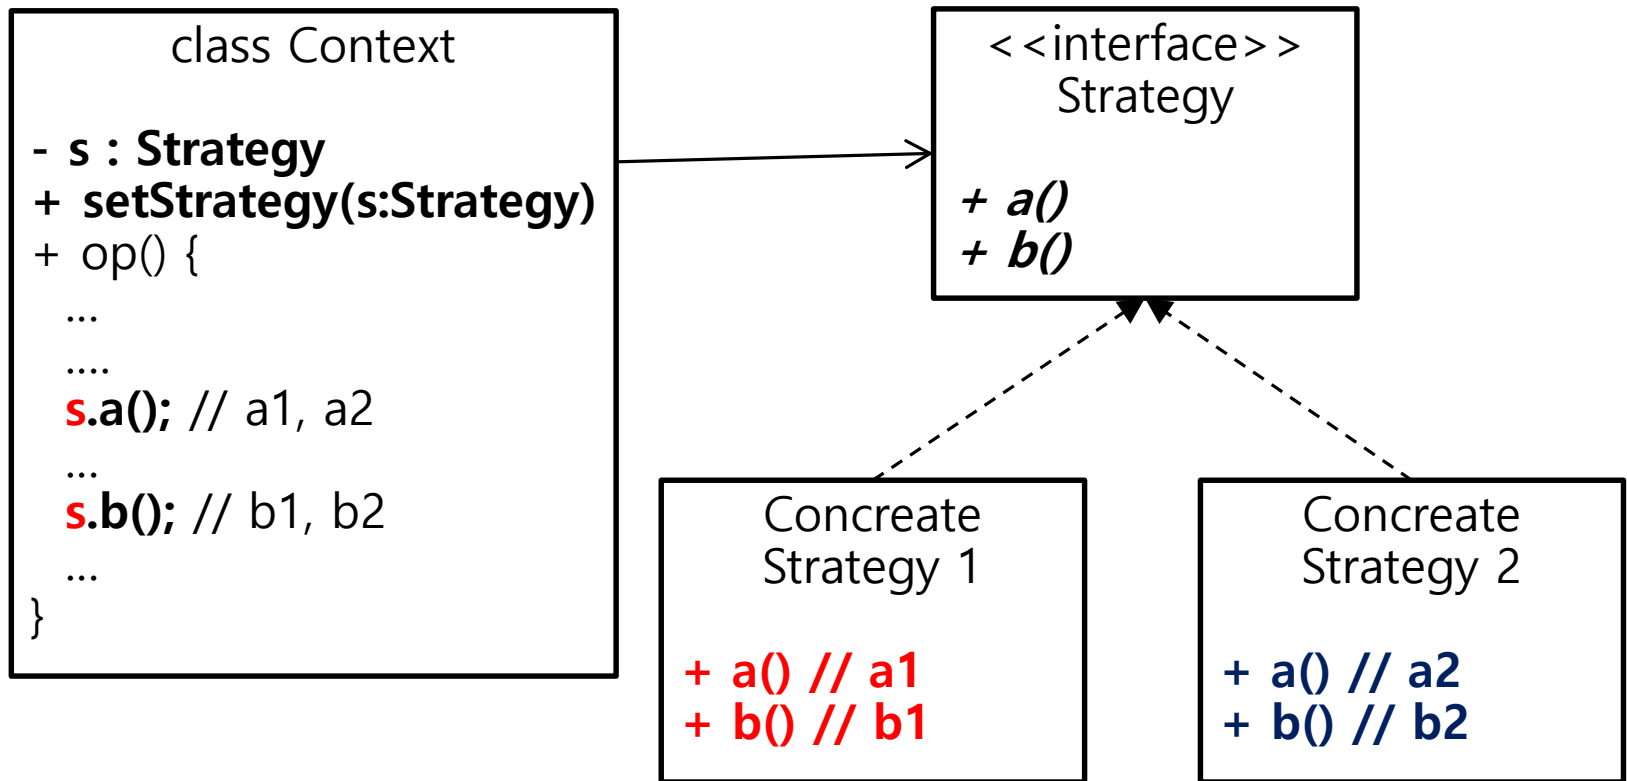 class Context
- s : Strategy
+ setStrategy(s:Strategy)
+ op() {
...
....
s.a(); // a1, a2
...
s.b(); // b1, b2
...
}
<<interface>>
Strategy
+ a()
+ b()
Concreate
Strategy 1
+ a() // a1
+ b() // b1
Concreate
Strategy 2
+ a() // a2
+ b() // b2